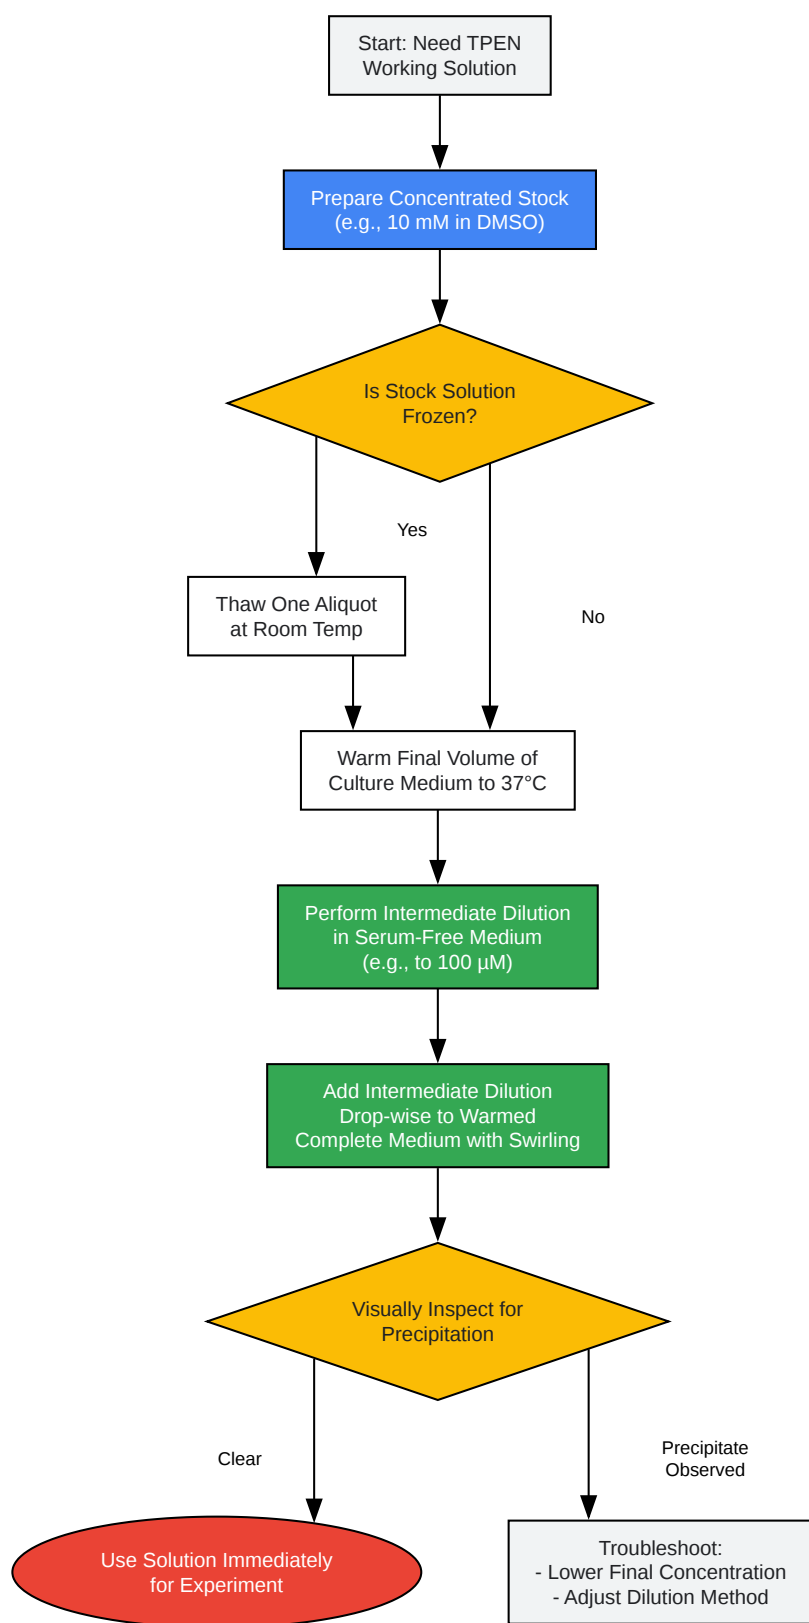 Start: Need TPEN
Working Solution
Prepare Concentrated Stock
(e.g., 10 mM in DMSO)
Is Stock Solution
Frozen?
Yes
Thaw One Aliquot
at Room Temp
No
Warm Final Volume of
Culture Medium to 37°C
Perform Intermediate Dilution
in Serum-Free Medium
(e.g., to 100 µM)
Add Intermediate Dilution
Drop-wise to Warmed
Complete Medium with Swirling
Visually Inspect for
Precipitation
Clear
Precipitate
Observed
Use Solution Immediately
for Experiment
Troubleshoot:
- Lower Final Concentration
- Adjust Dilution Method